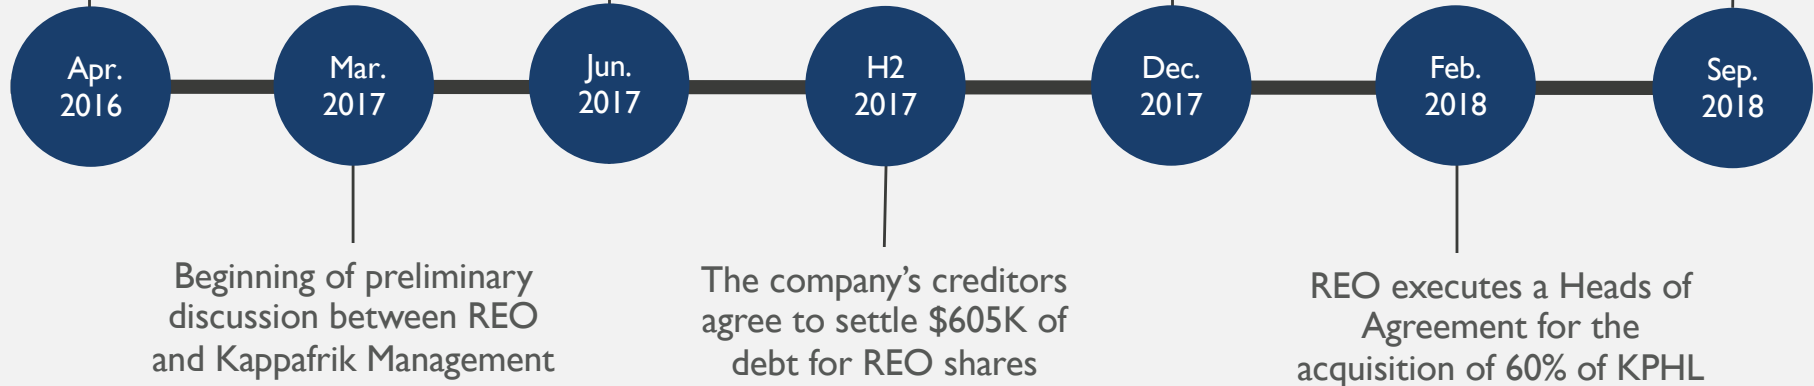 Apr.
2016
Mar.
2017
Jun.
2017
H2
2017
Dec.
2017
Feb.
2018
Sep.
2018
Beginning of preliminary
discussion between REO
and Kappafrik Management
The company’s creditors
agree to settle $605K of
debt for REO shares
REO executes a Heads of
Agreement for the
acquisition of 60% of KPHL